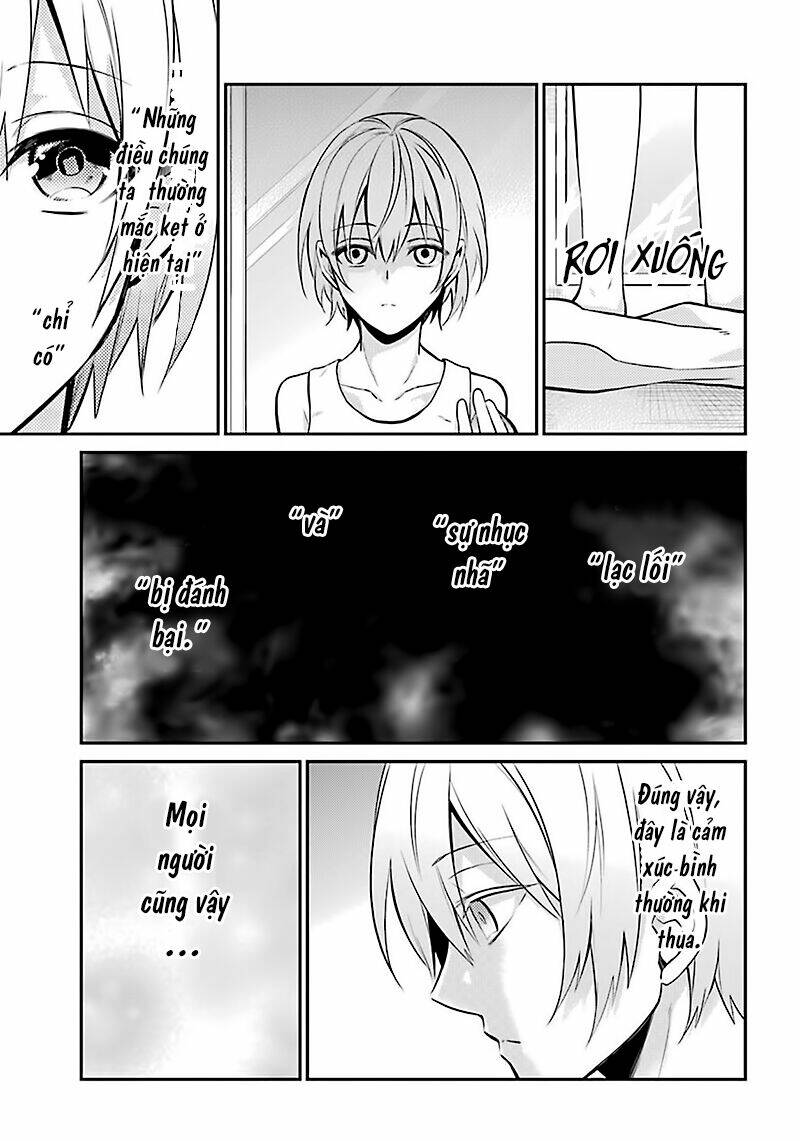 RƠI XUỐNG
"Những
điều chúng
ta thường
mắc kẹt ở
hiện tại"
"chỉ
có"
"lạc lối"
"sự nhục
nhã"
"và"
"bị đánh
bại."
Đúng vậy,
đây là cảm
xúc bình
thường khi
thua.
Mọi
người
cũng vậy
...